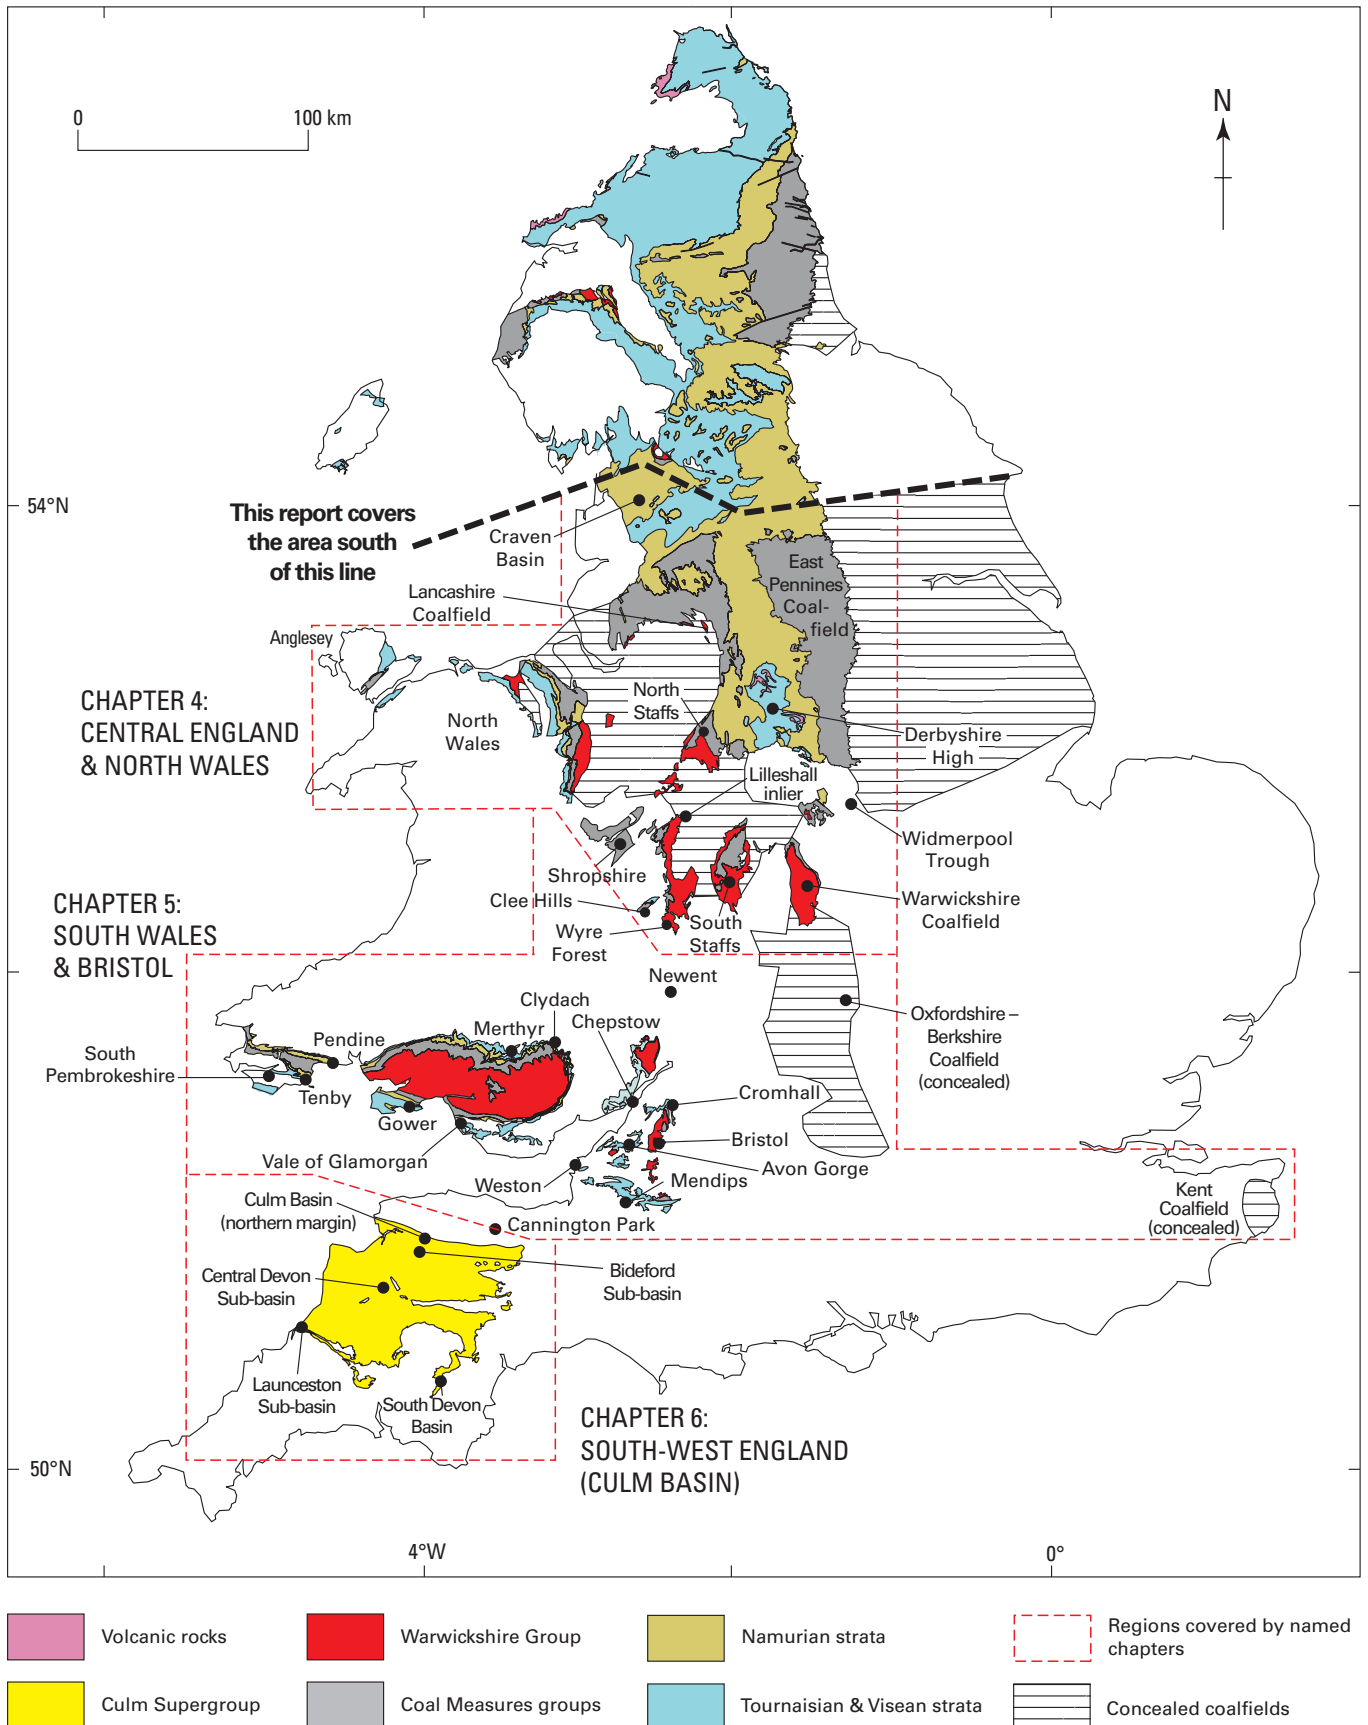 0
100 km
N
54°N
This report covers
the area south
of this line
Craven
Basin
Lancashire
Coalfield
East
Pennines
Coal-
field
Anglesey
CHAPTER 4:
CENTRAL ENGLAND
& NORTH WALES
North
Wales
North
Staffs
Derbyshire
High
Lilleshall
inlier
Widmerpool
Trough
Shropshire
Clee Hills
Wyre
Forest
South
Staffs
Warwickshire
Coalfield
CHAPTER 5:
SOUTH WALES
& BRISTOL
Newent
Clydach
Merthyr
Chepstow
Oxfordshire –
Berkshire
Coalfield
(concealed)
Pendine
South
Pembrokeshire
Tenby
Gower
Cromhall
Bristol
Avon Gorge
Vale of Glamorgan
Weston
Mendips
Kent
Coalfield
(concealed)
Culm Basin
(northern margin)
Cannington Park
Bideford
Sub-basin
Central Devon
Sub-basin
Launceston
Sub-basin
South Devon
Basin
CHAPTER 6:
SOUTH-WEST ENGLAND
(CULM BASIN)
50°N
4°W
0°
Volcanic rocks
Warwickshire Group
Namurian strata
Regions covered by named
chapters
Culm Supergroup
Coal Measures groups
Tournaisian & Visean strata
Concealed coalfields